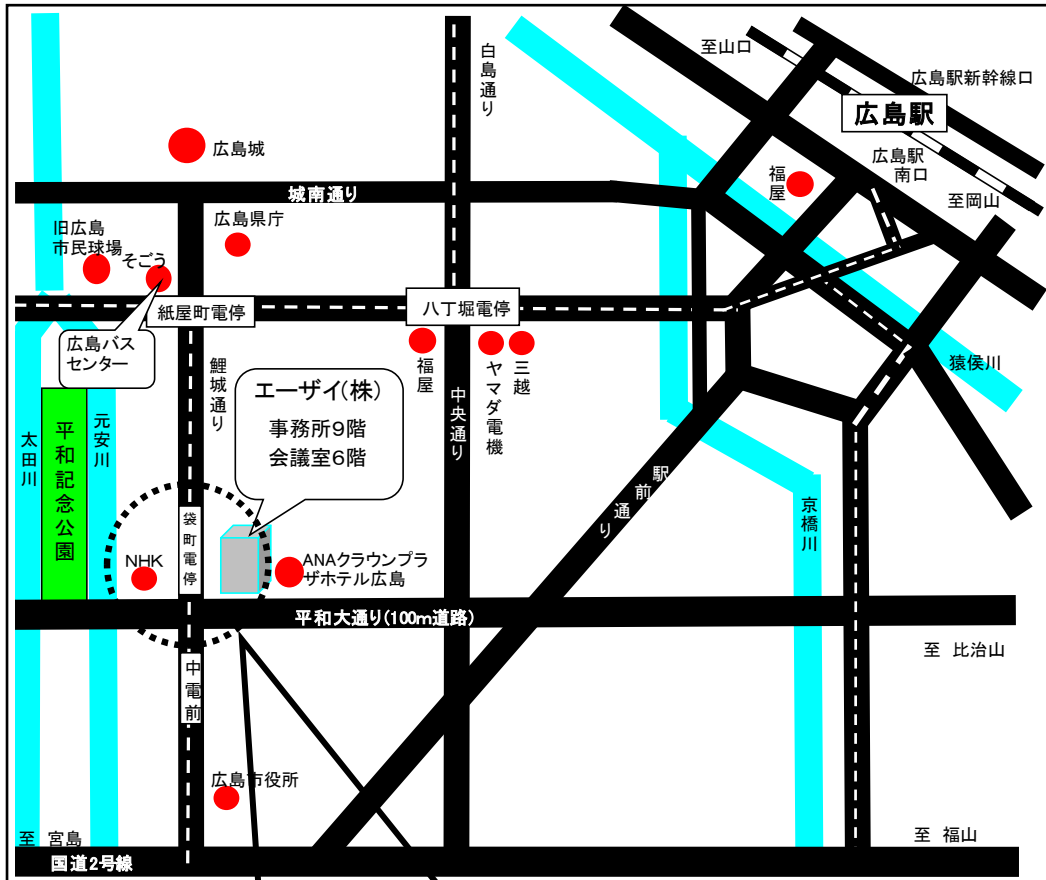 白島通り
至山口
広島駅新幹線口
広島駅
広島駅
南口
至岡山
福屋
広島城
城南通り
広島県庁
旧広島
市民球場
そごう
紙屋町電停
八丁堀電停
広島バス
センター
鯉城通り
エーザイ(株)
事務所9階
会議室6階
福屋
中央通り
ヤマダ電機
三越
猿侯川
太田川
平和記念公園
元安川
駅前通り
京橋川
袋町電停
NHK
ANAクラウンプラ
ザホテル広島
平和大通り(100m道路)
至 比治山
中電前
広島市役所
至 宮島
至 福山
国道2号線